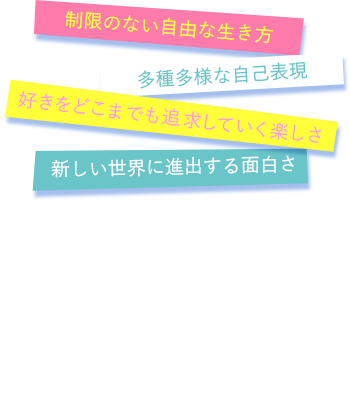 制限のない自由な生き方
多種多様な自己表現
好きをどこまでも追求していく楽しさ
新しい世界に進出する面白さ